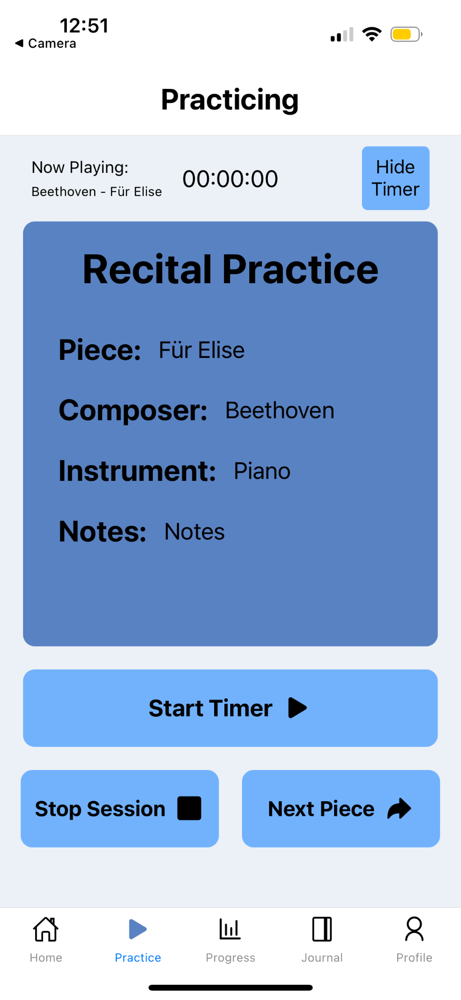 12:51
◀ Camera
Practicing
Now Playing:
Beethoven - Für Elise
00:00:00
Hide
Timer
Recital Practice
Piece: Für Elise
Composer: Beethoven
Instrument: Piano
Notes: Notes
Start Timer
Stop Session
Next Piece
Home
Practice
Progress
Journal
Profile